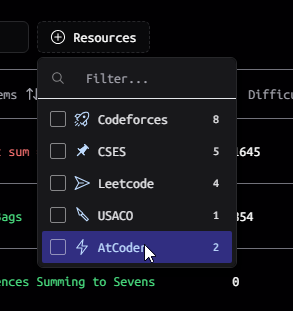 Resources
Filter...
ems Difficu
Codeforces 8
sum CSES 5 1645
Leetcode 4
Bags USACO 1 354
AtCoder 2
ences Summing to Sevens 0